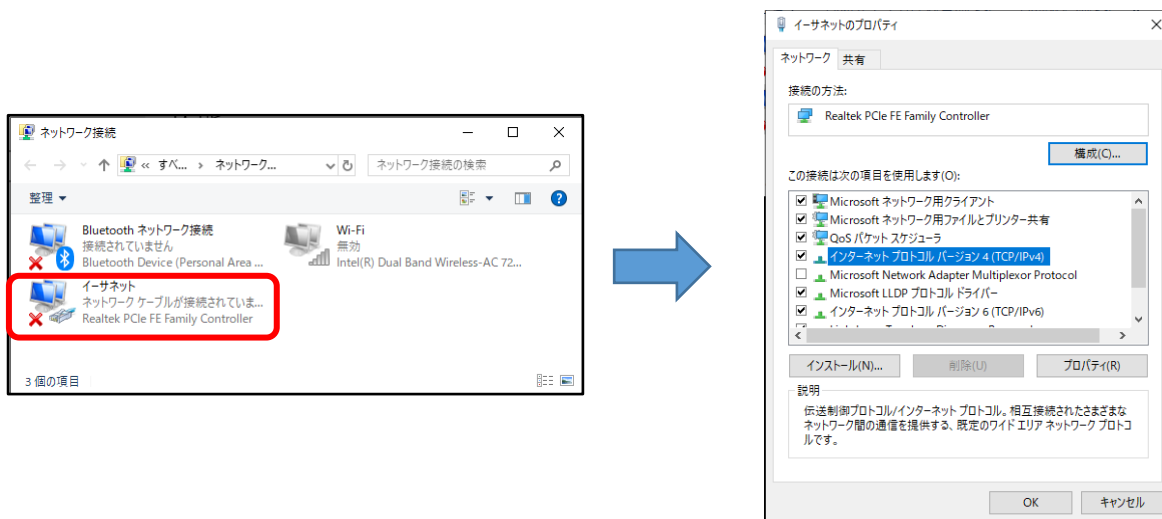 ネットワーク接続
« すべ... › ネットワーク...
ネットワーク接続の検索
整理
Bluetooth ネットワーク接続
接続されていません
Bluetooth Device (Personal Area ...
Wi-Fi
無効
Intel(R) Dual Band Wireless-AC 72...
イーサネット
ネットワーク ケーブルが接続されていま...
Realtek PCIe FE Family Controller
3 個の項目
イーサネットのプロパティ
ネットワーク 共有
接続の方法:
Realtek PCIe FE Family Controller
構成(C)...
この接続は次の項目を使用します(O):
Microsoft ネットワーク用クライアント
Microsoft ネットワーク用ファイルとプリンター共有
QoS パケット スケジューラ
インターネット プロトコル バージョン 4 (TCP/IPv4)
Microsoft Network Adapter Multiplexor Protocol
Microsoft LLDP プロトコル ドライバー
インターネット プロトコル バージョン 6 (TCP/IPv6)
インストール(N)... 削除(U) プロパティ(R)
説明
伝送制御プロトコル/インターネット プロトコル。相互接続されたさまざまな
ネットワーク間の通信を提供する、既定のワイド エリア ネットワーク プロトコ
ルです。
OK キャンセル